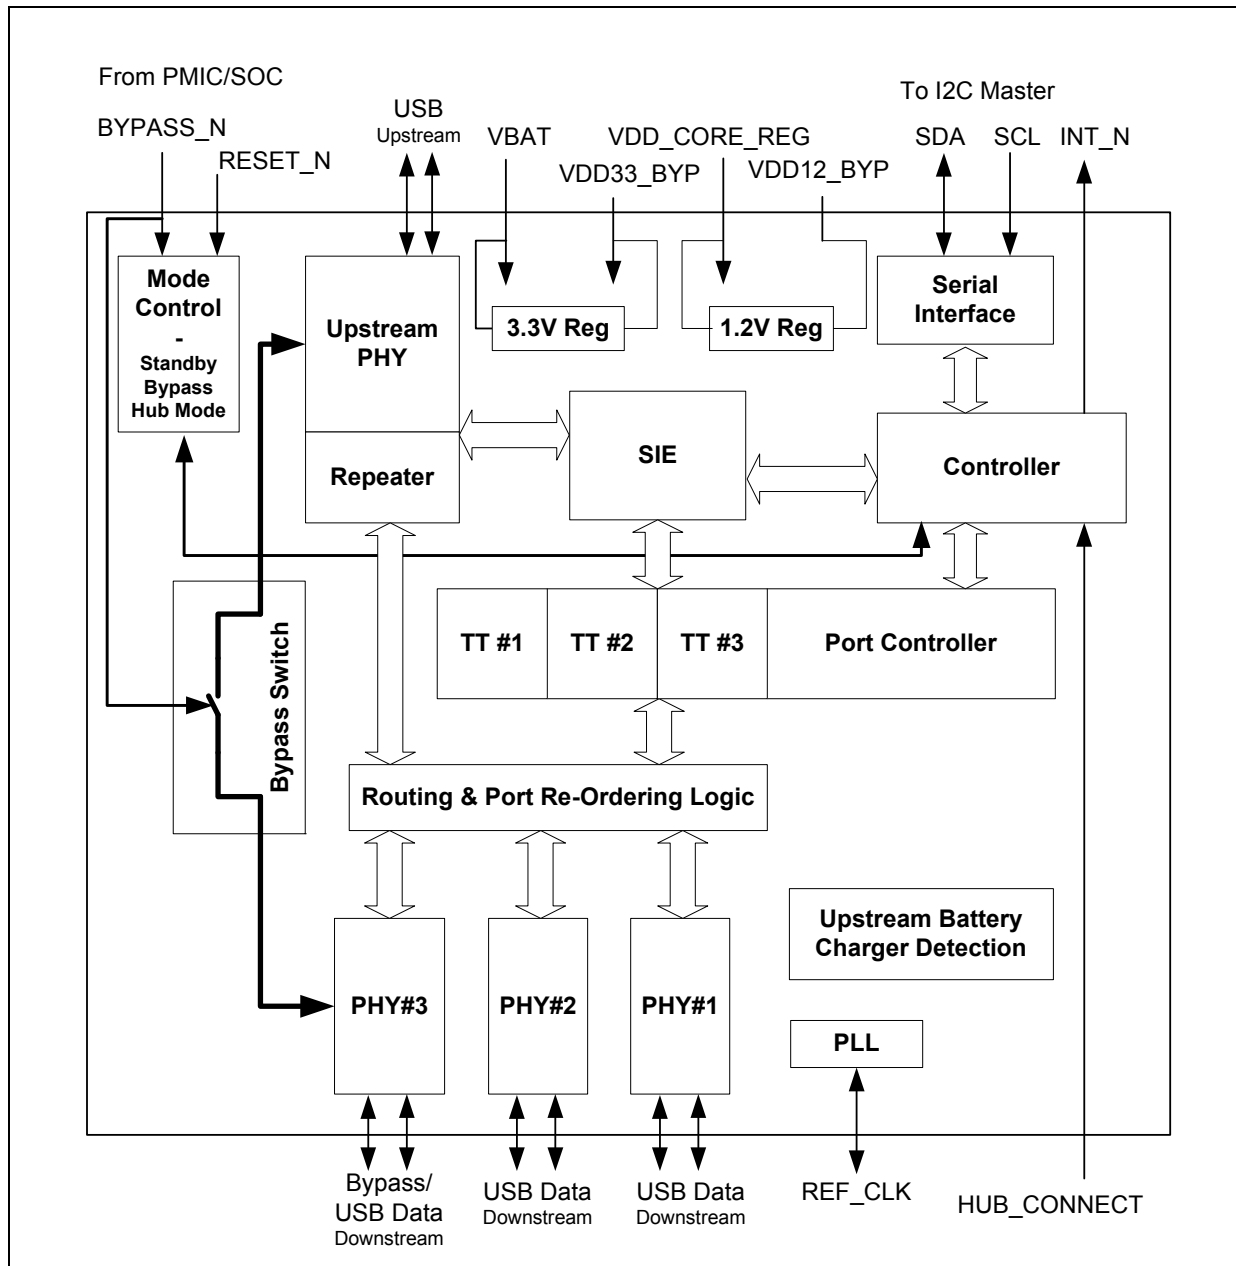 From PMIC/SOC
To I2C Master
USB
Upstream
BYPASS_N
RESET_N
VBAT
VDD_CORE_REG
VDD33_BYP
VDD12_BYP
SDA
SCL
INT_N
Mode
Control
-
Standby
Bypass
Hub Mode
Upstream
PHY
3.3V Reg
1.2V Reg
Serial
Interface
Repeater
SIE
Controller
Bypass Switch
TT #1
TT #2
TT #3
Port Controller
Routing & Port Re-Ordering Logic
Upstream Battery
Charger Detection
PHY#3
PHY#2
PHY#1
PLL
Bypass/
USB Data
Downstream
USB Data
Downstream
USB Data
Downstream
REF_CLK
HUB_CONNECT